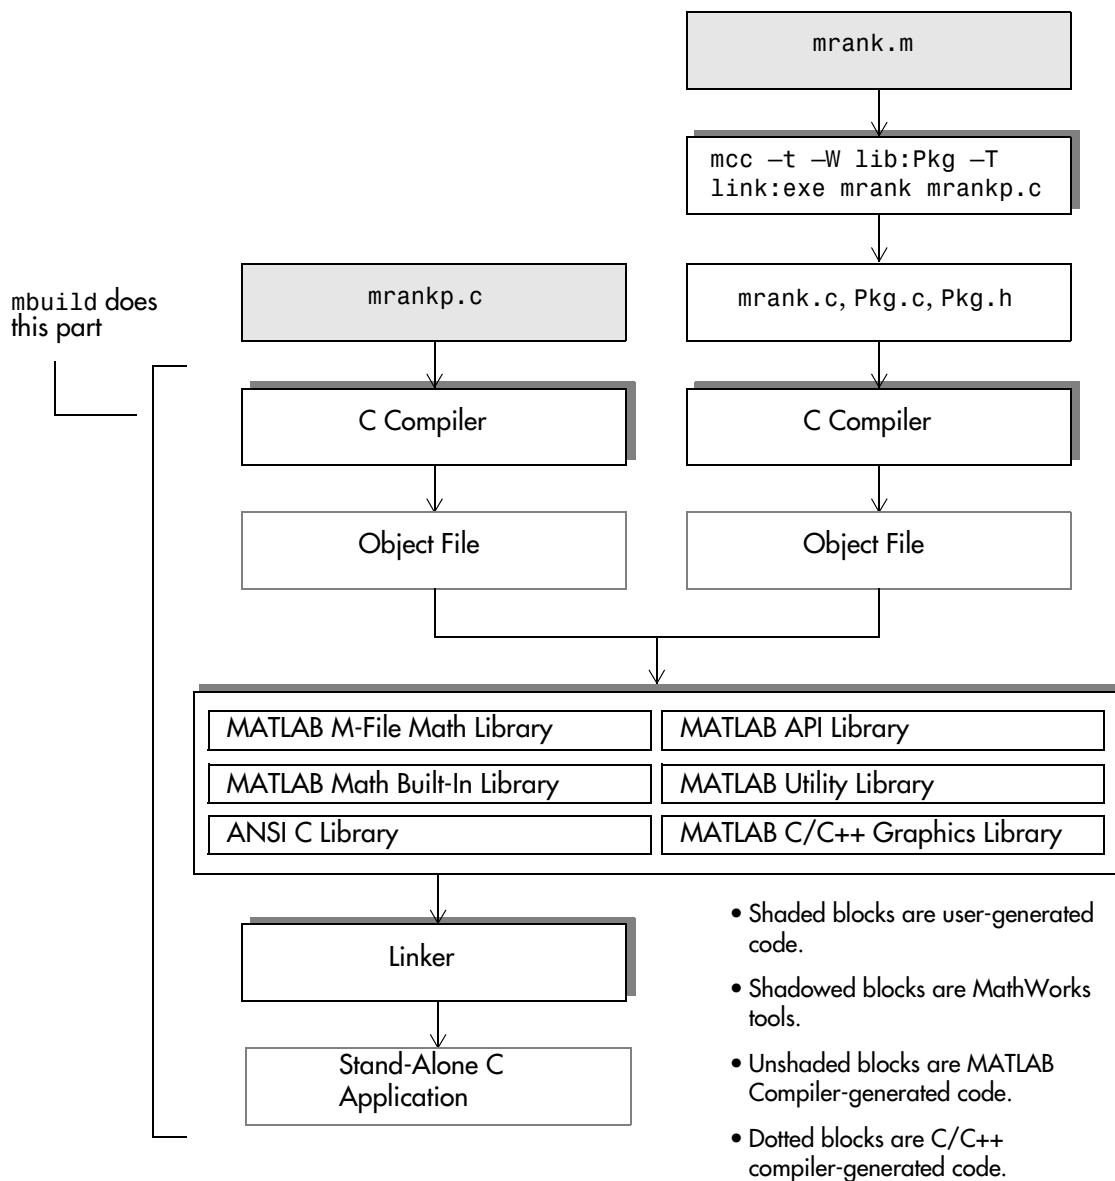 mrank.m
mcc –t –W lib:Pkg –T
link:exe mrank mrankp.c
mrankp.c
mrank.c, Pkg.c, Pkg.h
mbuild does
this part
C Compiler
C Compiler
Object File
Object File
MATLAB M-File Math Library
MATLAB API Library
MATLAB Math Built-In Library
MATLAB Utility Library
ANSI C Library
MATLAB C/C++ Graphics Library
Linker
Stand-Alone C
Application
• Shaded blocks are user-generated
code.
• Shadowed blocks are MathWorks
tools.
• Unshaded blocks are MATLAB
Compiler-generated code.
• Dotted blocks are C/C++
compiler-generated code.